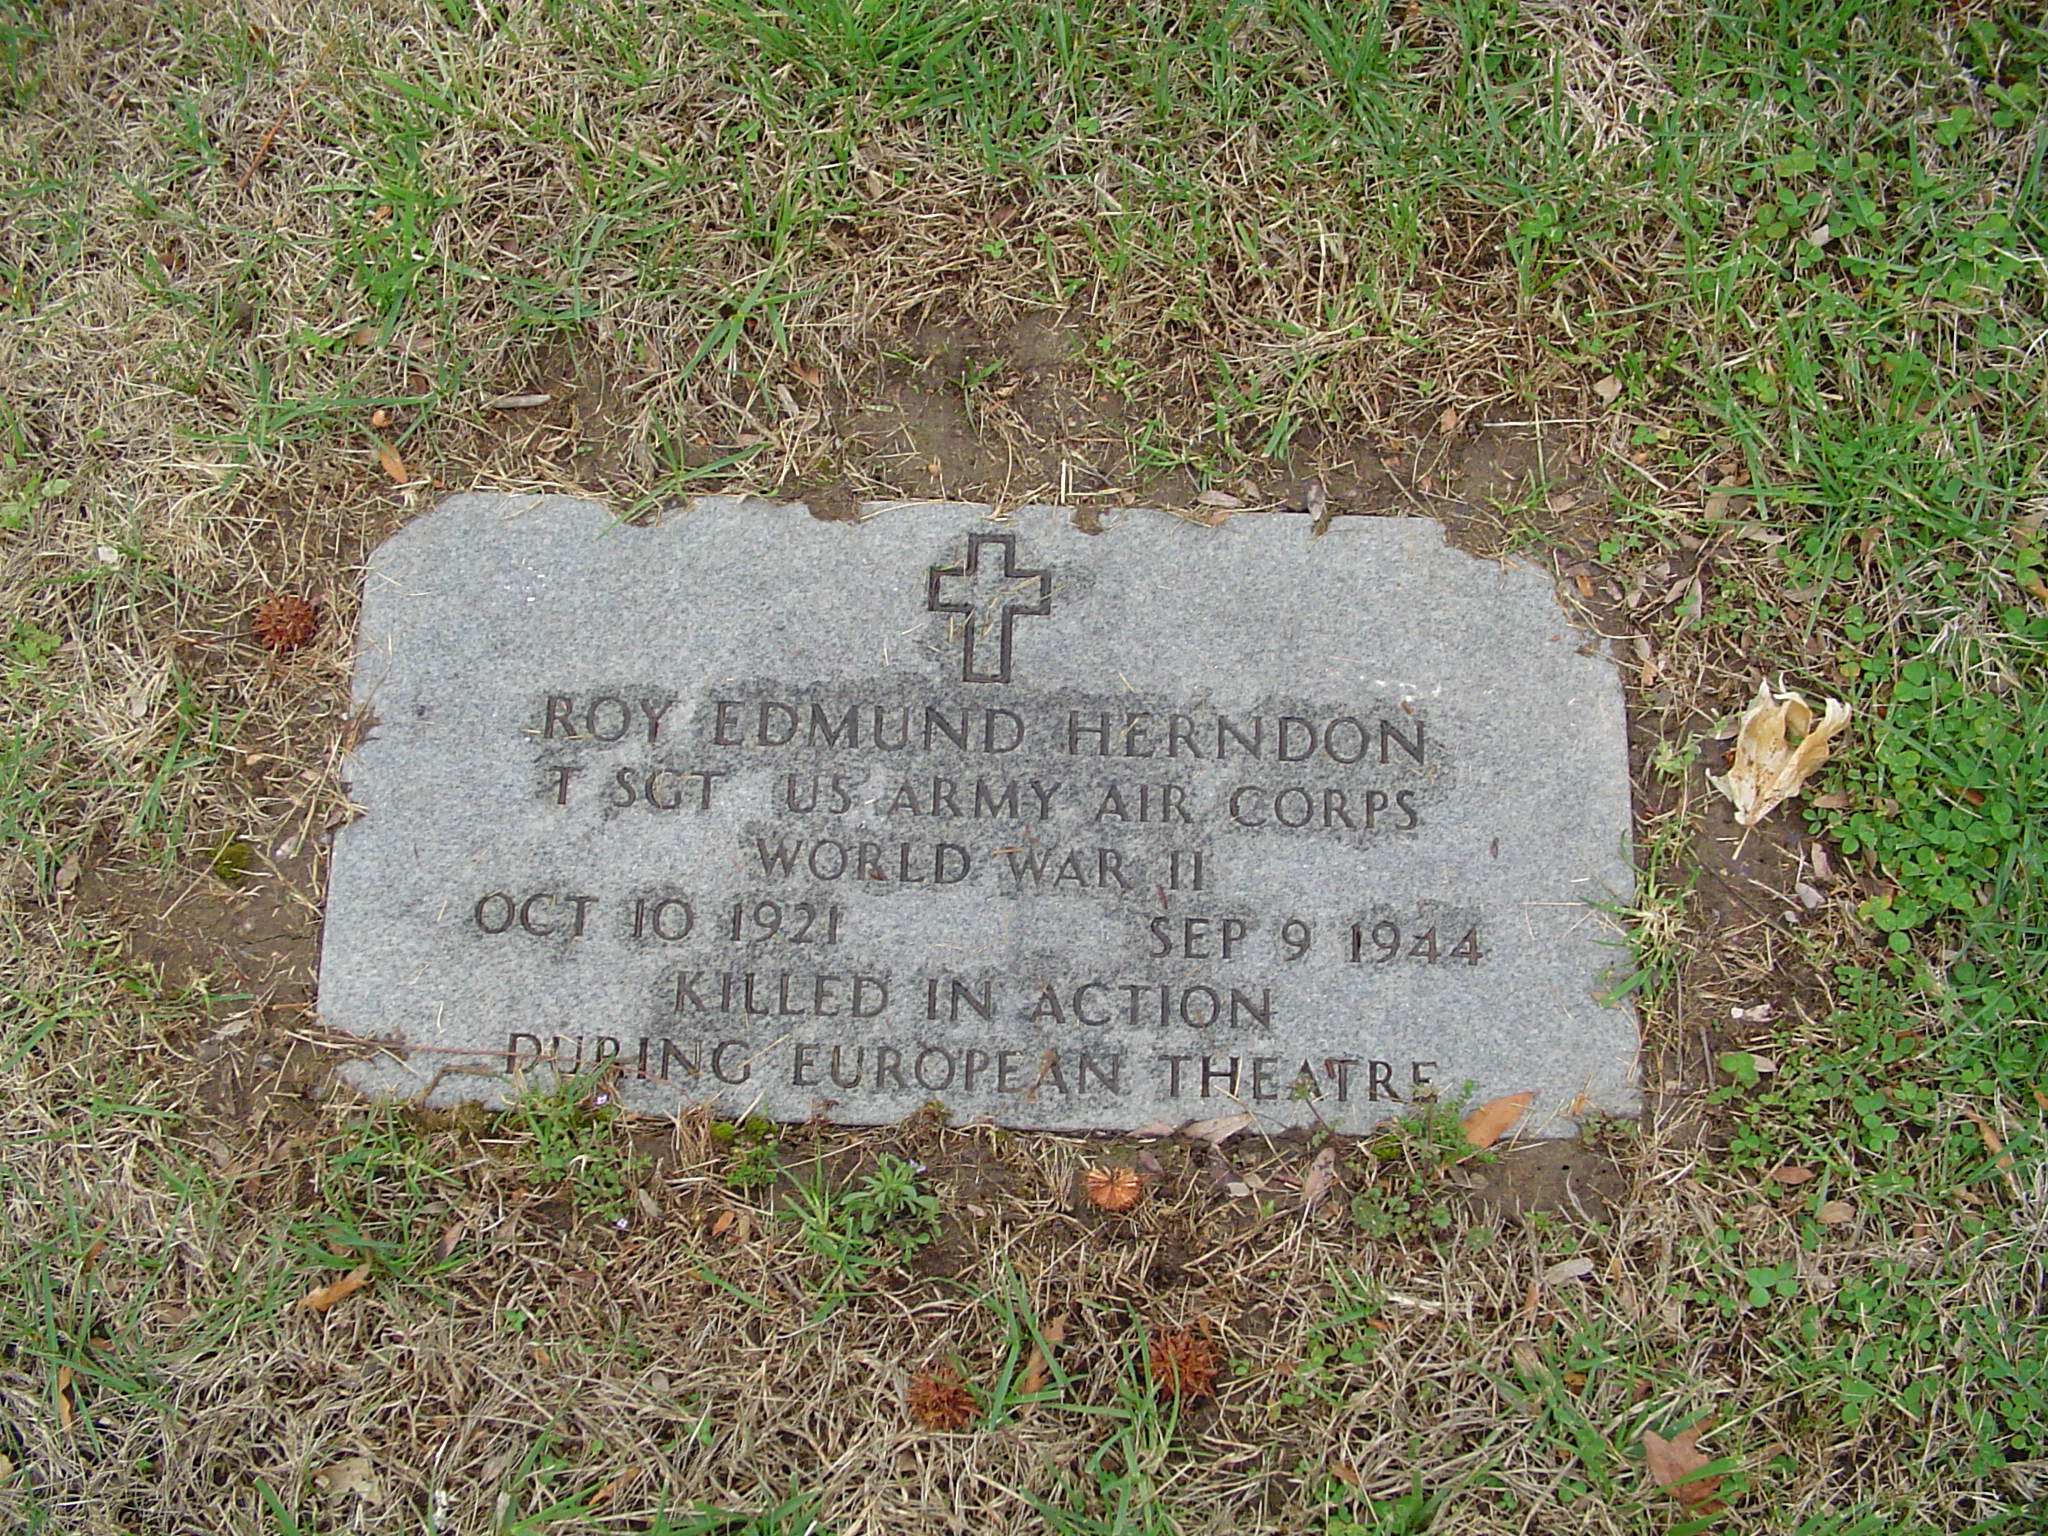 ROY EDMUND HERNDON
T SGT US ARMY AIR CORPS
WORLD WAR II
OCT 10 1921 SEP 9 1944
KILLED IN ACTION
DURING EUROPEAN THEATRE